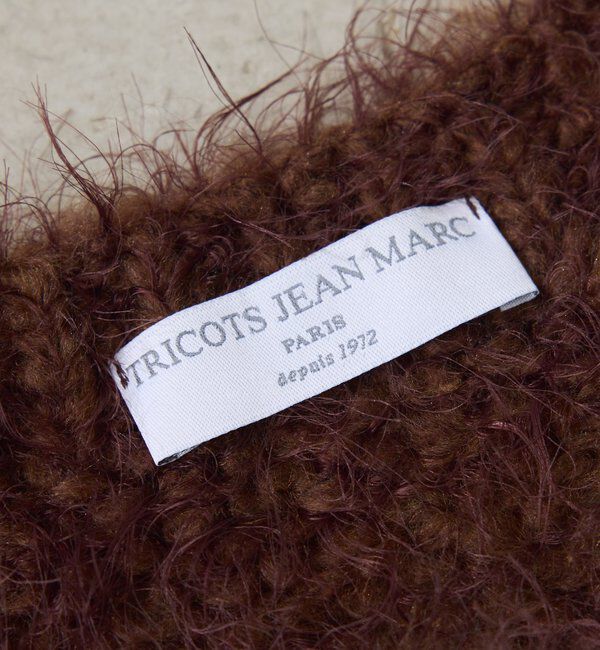 TRICOTS JEAN MARC
PARIS
depuis 1972